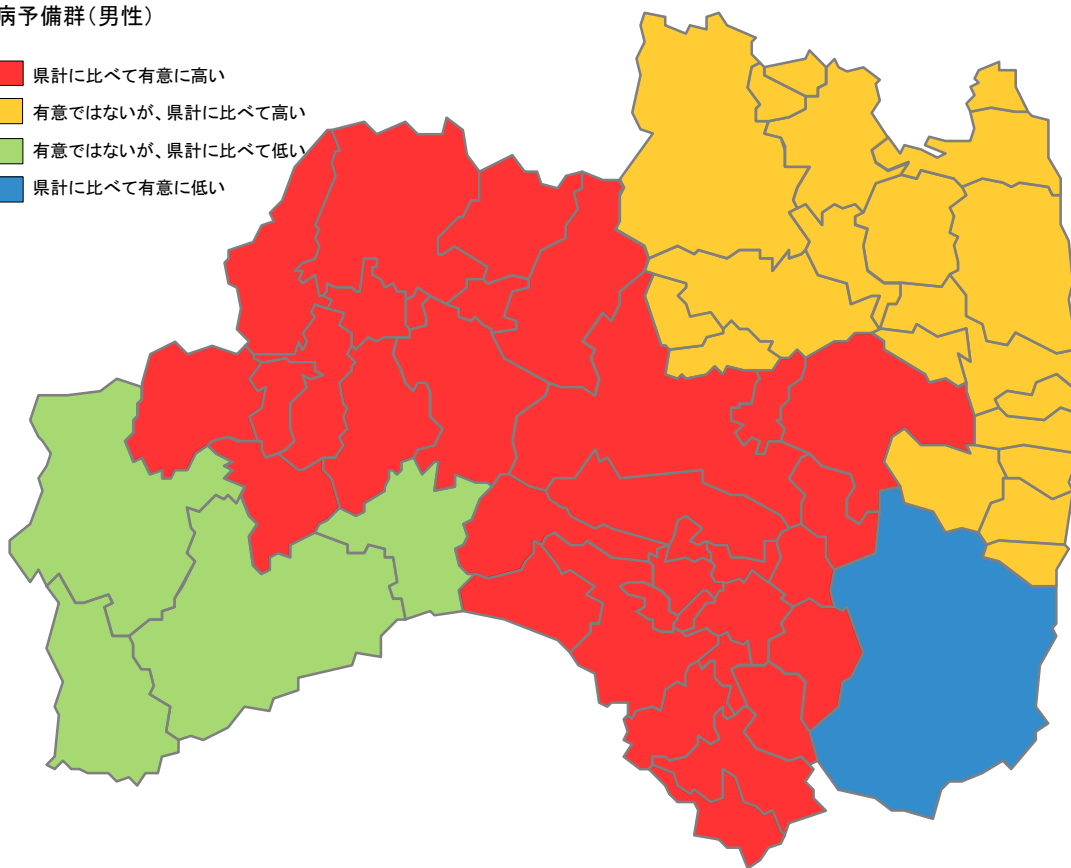 病予備群(男性)
県計に比べて有意に高い
有意ではないが、県計に比べて高い
有意ではないが、県計に比べて低い
県計に比べて有意に低い